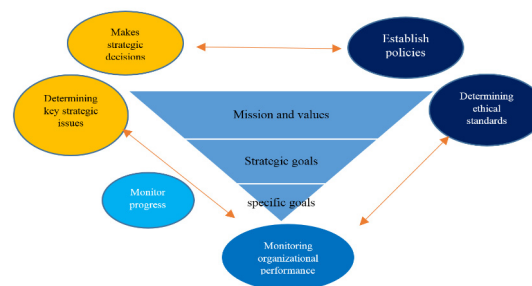 Makes
strategic
decisions
Establish
policies
Determining
key strategic
issues
Mission and values
Determining
ethical
standards
Strategic goals
Monitor
progress
specific goals
Monitoring
organizational
performance